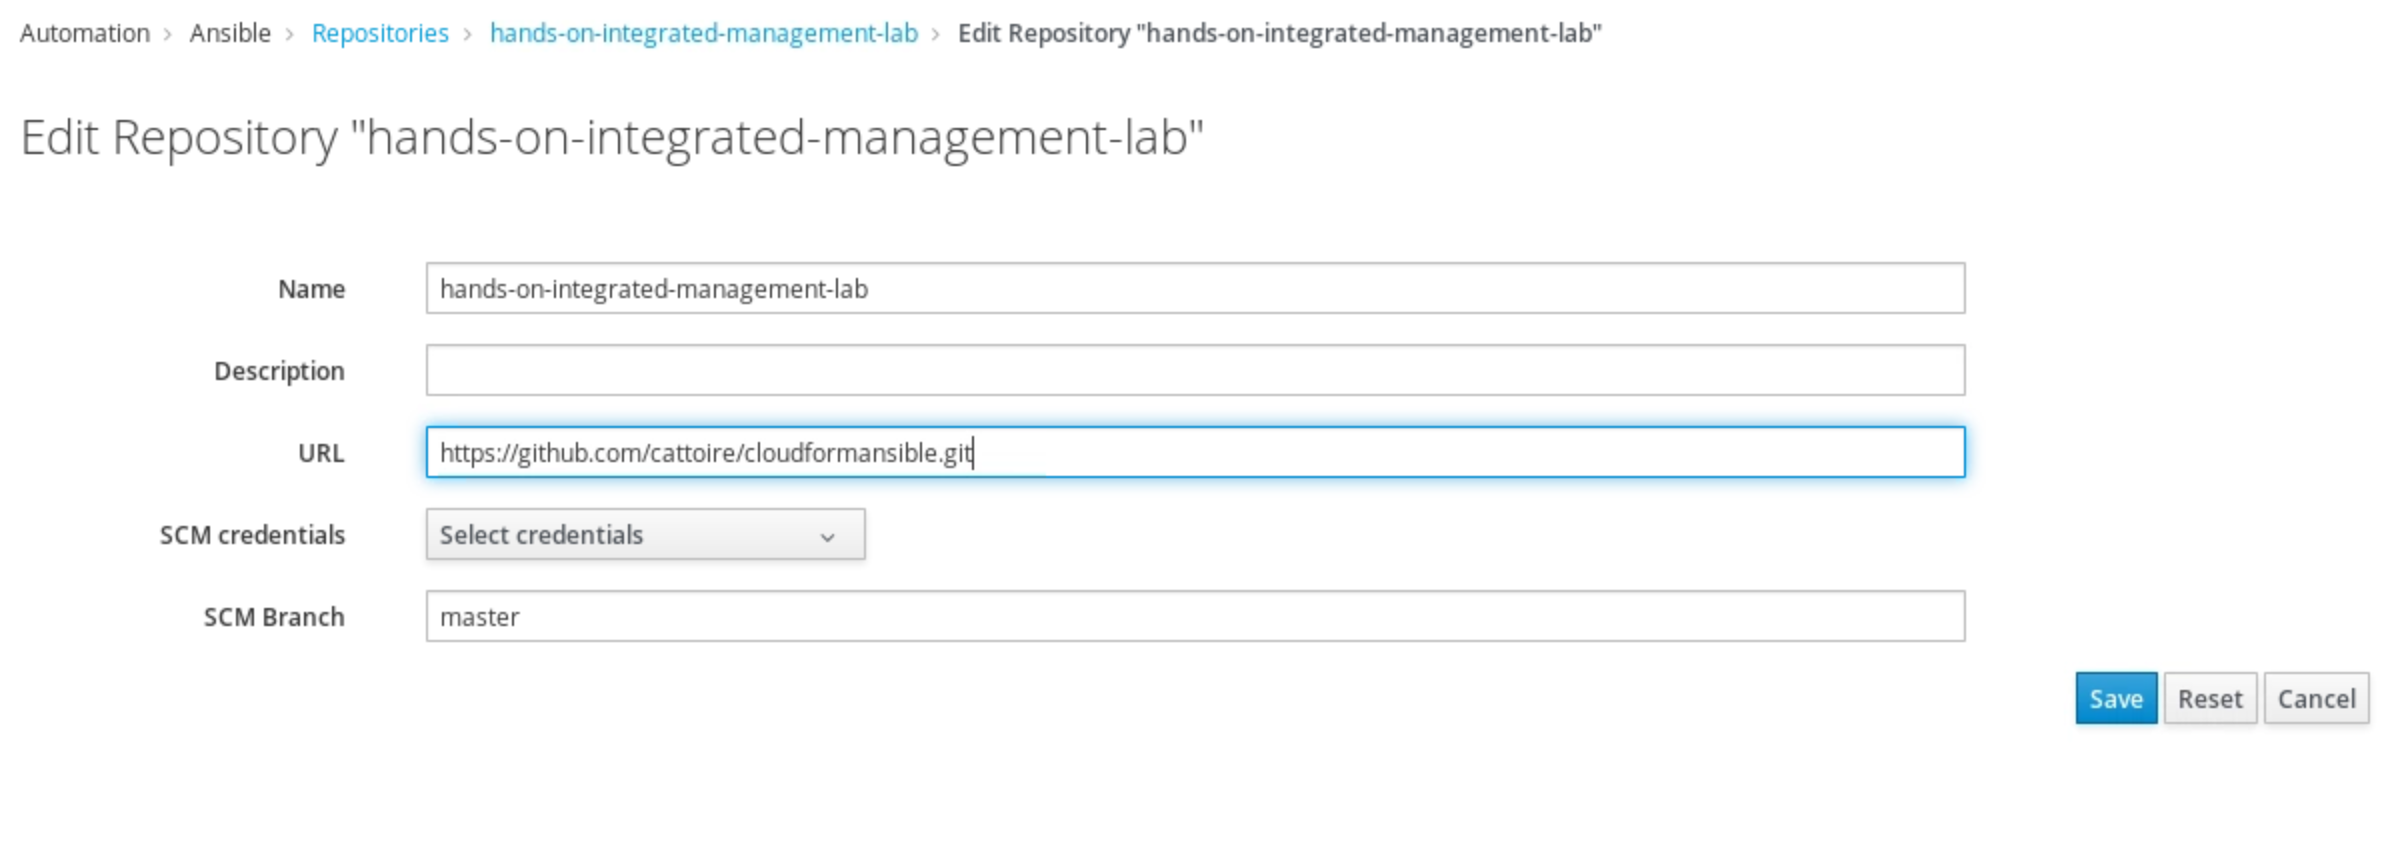 Automation > Ansible > Repositories > hands-on-integrated-management-lab > Edit Repository "hands-on-integrated-management-lab"
Edit Repository "hands-on-integrated-management-lab"
Name hands-on-integrated-management-lab
Description
URL https://github.com/cattoire/cloudformansible.git
SCM credentials Select credentials
SCM Branch master
Save Reset Cancel